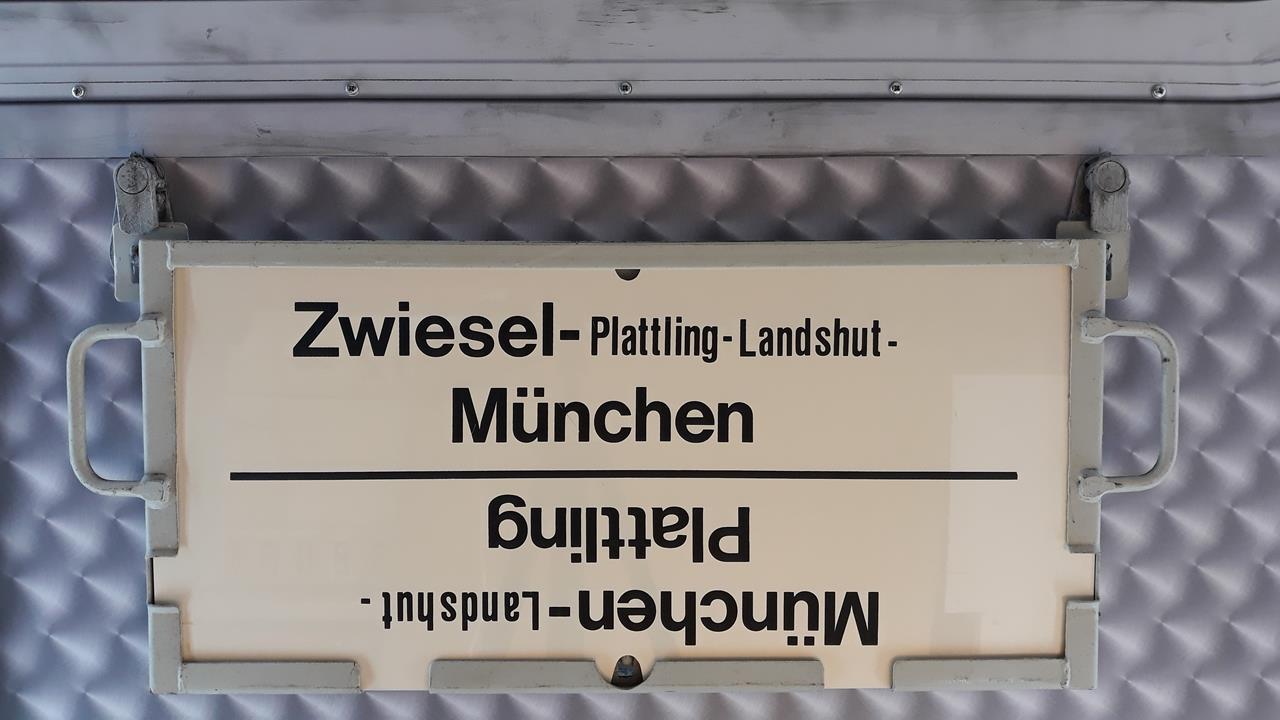 Zwiesel-Plattling-Landshut-
München
München-Landshut-
Plattling